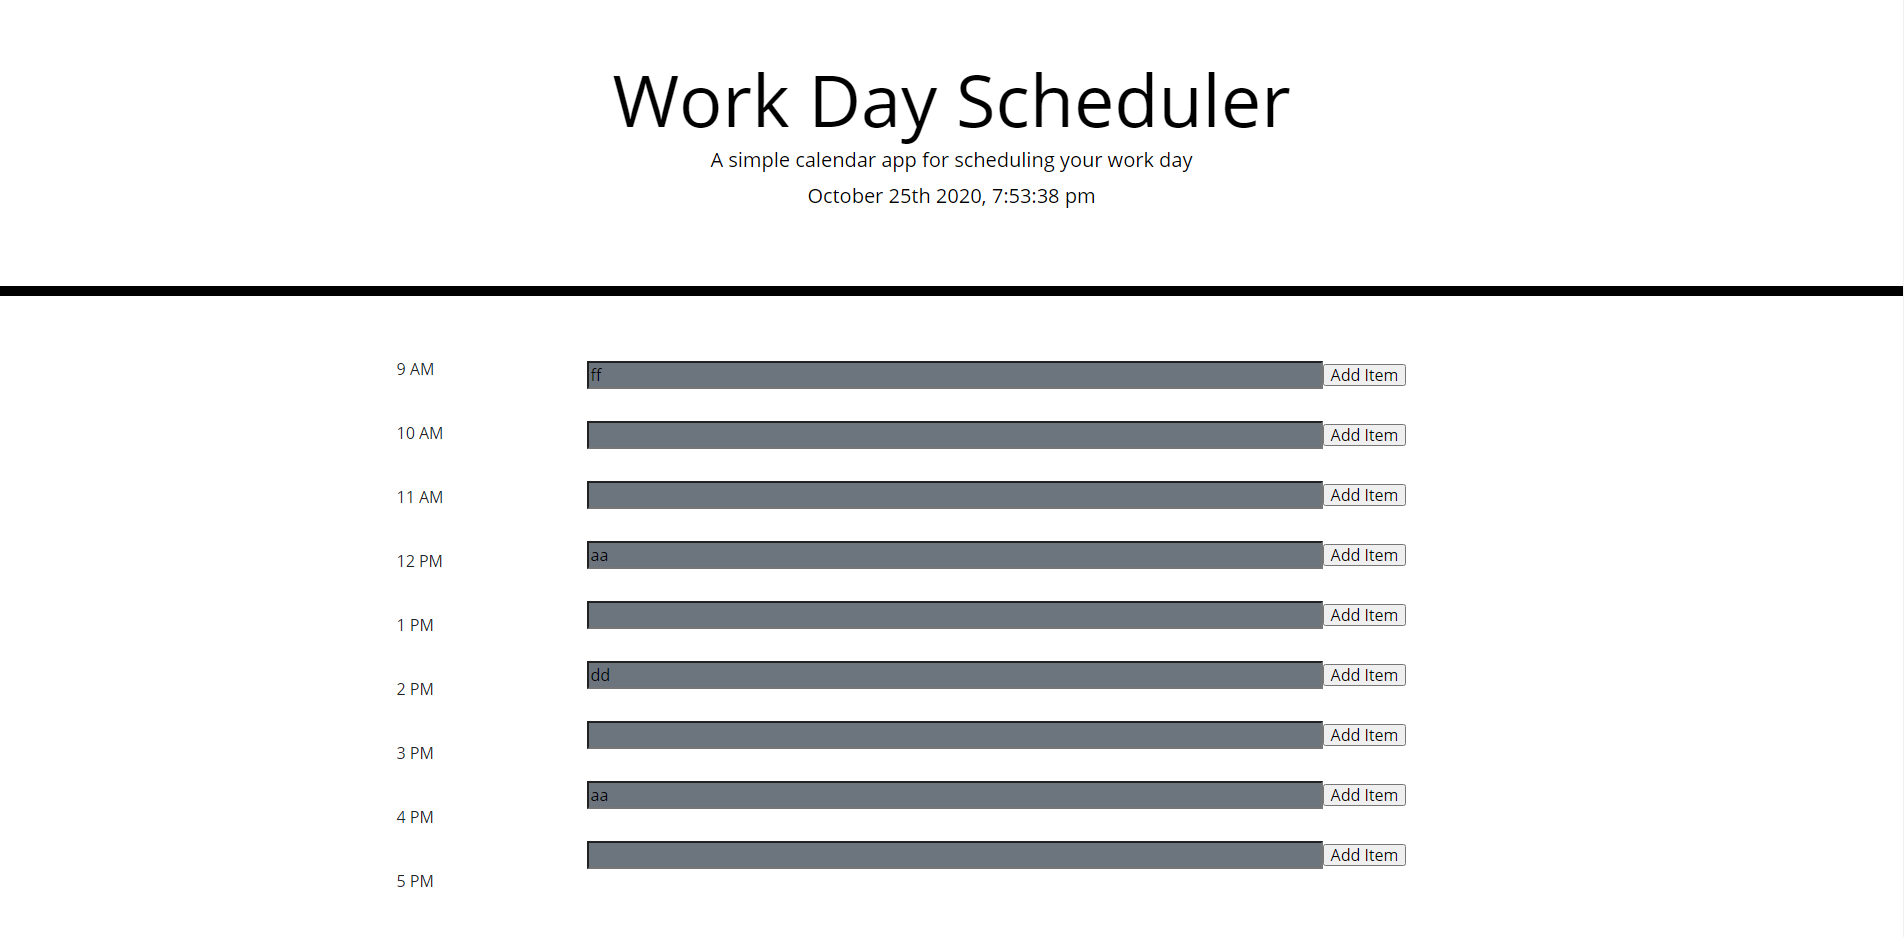 Work Day Scheduler
A simple calendar app for scheduling your work day
October 25th 2020, 7:53:38 pm
9 AM ff Add Item
10 AM Add Item
11 AM Add Item
12 PM aa Add Item
1 PM Add Item
2 PM dd Add Item
3 PM Add Item
4 PM aa Add Item
5 PM Add Item